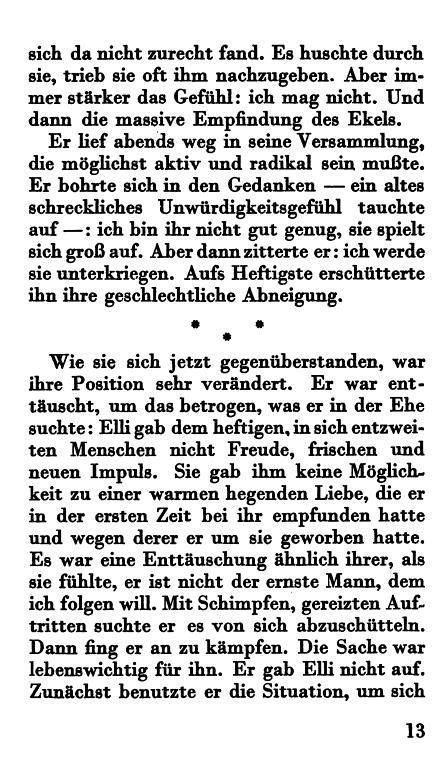 sich da nicht zurecht fand. Es huschte durch
sie, trieb sie oft ihm nachzugeben. Aber im-
mer stärker das Gefühl: ich mag nicht. Und
dann die massive Empfindung des Ekels.
Er lief abends weg in seine Versammlung,
die möglichst aktiv und radikal sein mußte.
Er bohrte sich in den Gedanken — ein altes
schreckliches Unwürdigkeitsgefühl tauchte
auf —: ich bin ihr nicht gut genug, sie spielt
sich groß auf. Aber dann zitterte er: ich werde
sie unterkriegen. Aufs Heftigste erschütterte
ihn ihre geschlechtliche Abneigung.
* * *
Wie sie sich jetzt gegenüberstanden, war
ihre Position sehr verändert. Er war ent-
täuscht, um das betrogen, was er in der Ehe
suchte: Elli gab dem heftigen, in sich entzwei-
ten Menschen nicht Freude, frischen und
neuen Impuls. Sie gab ihm keine Möglich-
keit zu einer warmen hegenden Liebe, die er
in der ersten Zeit bei ihr empfunden hatte
und wegen derer er um sie geworben hatte.
Es war eine Enttäuschung ähnlich ihrer, als
sie fühlte, er ist nicht der ernste Mann, dem
ich folgen will. Mit Schimpfen, gereizten Auf-
tritten suchte er es von sich abzuschütteln.
Dann fing er an zu kämpfen. Die Sache war
lebenswichtig für ihn. Er gab Elli nicht auf.
Zunächst benutzte er die Situation, um sich
13